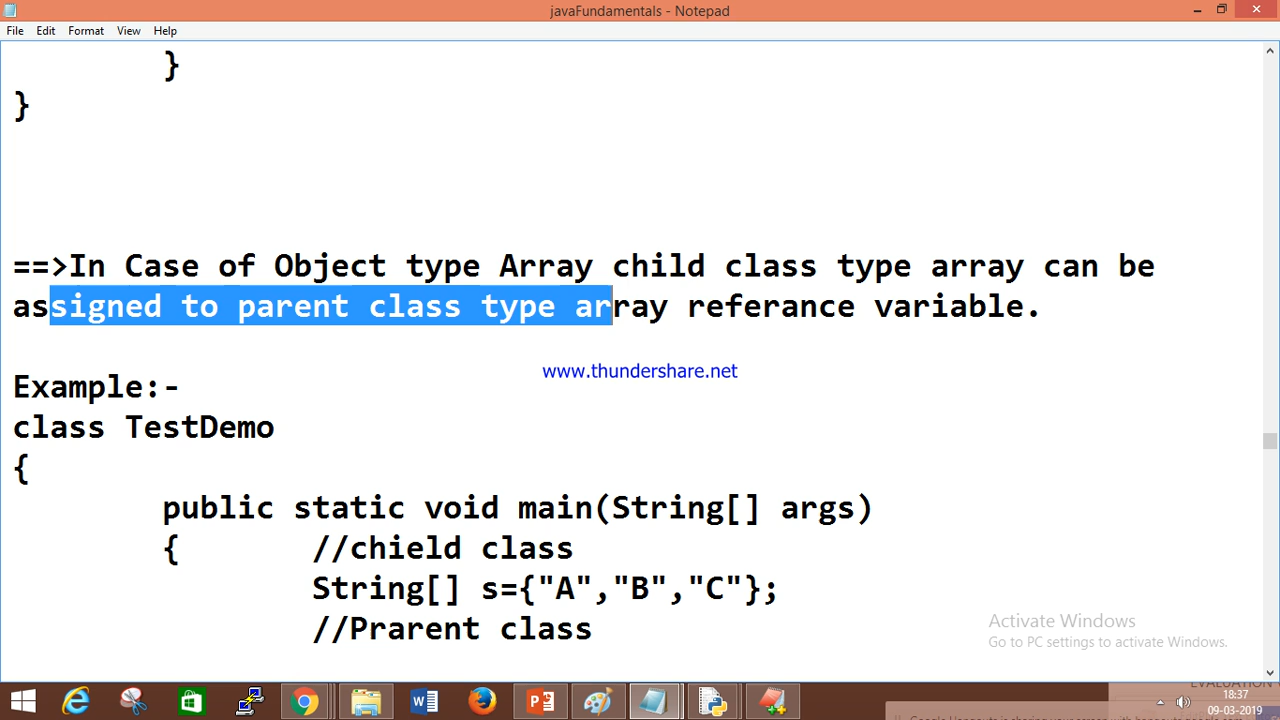 javaFundamentals - Notepad
File Edit Format View Help
}
}
==>In Case of Object type Array child class type array can be
assigned to parent class type array referance variable.
www.thundershare.net
Example:-
class TestDemo
{
public static void main(String[] args)
{ //chield class
String[] s={"A","B","C"};
//Prarent class
Activate Windows
Go to PC settings to activate Windows.
EVALUATION
18:37
09-03-2019